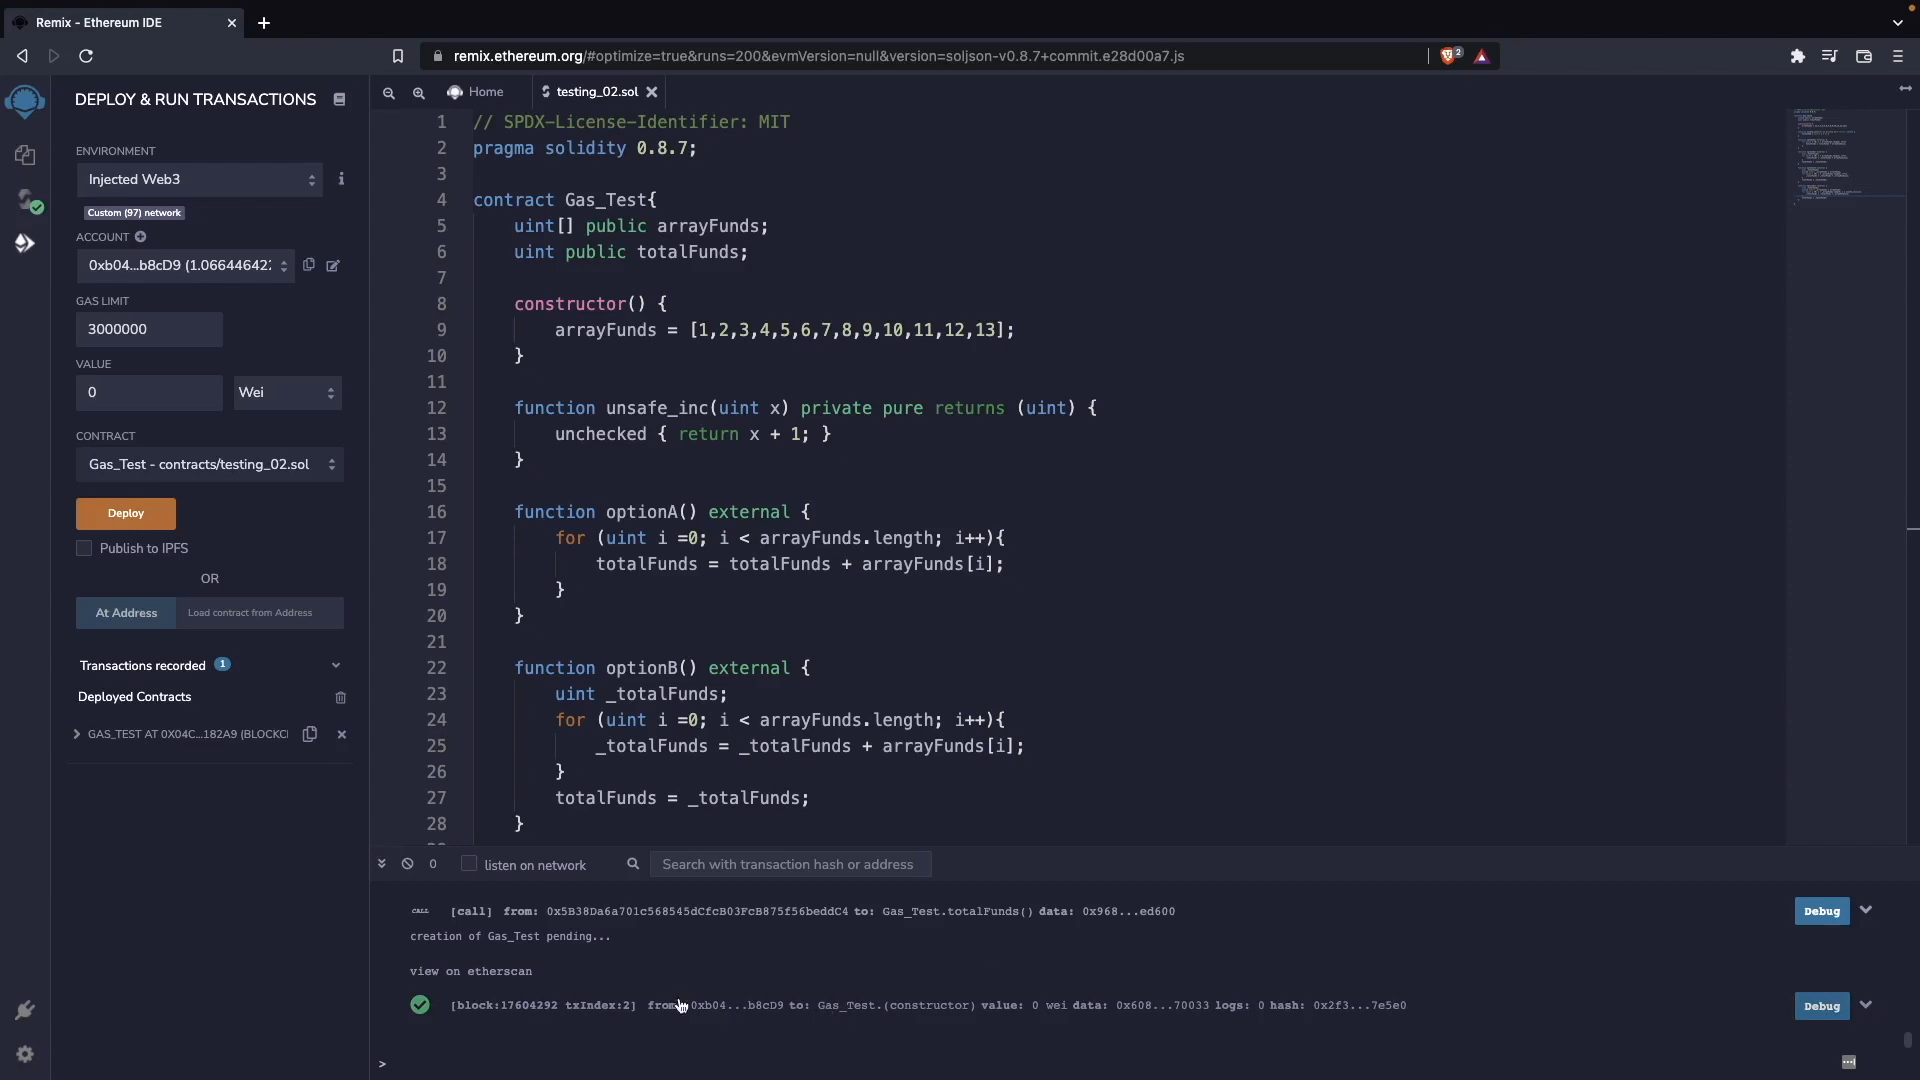 Remix - Ethereum IDE
remix.ethereum.org/#optimize=true&runs=200&evmVersion=null&version=soljson-v0.8.7+commit.e28d00a7.js
2
DEPLOY & RUN TRANSACTIONS
Home
testing_02.sol
ENVIRONMENT
Injected Web3
Custom (97) network
ACCOUNT
0xb04...b8cD9 (1.06644642
GAS LIMIT
3000000
VALUE
0
Wei
CONTRACT
Gas_Test - contracts/testing_02.sol
Deploy
Publish to IPFS
OR
At Address
Load contract from Address
Transactions recorded 1
Deployed Contracts
GAS_TEST AT 0X04C...182A9 (BLOCKC
1 // SPDX-License-Identifier: MIT
2 pragma solidity 0.8.7;
3
4 contract Gas_Test{
5 uint[] public arrayFunds;
6 uint public totalFunds;
7
8 constructor() {
9 arrayFunds = [1,2,3,4,5,6,7,8,9,10,11,12,13];
10 }
11
12 function unsafe_inc(uint x) private pure returns (uint) {
13 unchecked { return x + 1; }
14 }
15
16 function optionA() external {
17 for (uint i =0; i < arrayFunds.length; i++){
18 totalFunds = totalFunds + arrayFunds[i];
19 }
20 }
21
22 function optionB() external {
23 uint _totalFunds;
24 for (uint i =0; i < arrayFunds.length; i++){
25 _totalFunds = _totalFunds + arrayFunds[i];
26 }
27 totalFunds = _totalFunds;
28 }
0
listen on network
Search with transaction hash or address
CALL [call] from: 0x5B38Da6a701c568545dCfcB03FcB875f56beddC4 to: Gas_Test.totalFunds() data: 0x968...ed600
Debug
creation of Gas_Test pending...
view on etherscan
[block:17604292 txIndex:2] from: 0xb04...b8cD9 to: Gas_Test.(constructor) value: 0 wei data: 0x608...70033 logs: 0 hash: 0x2f3...7e5e0
Debug
>